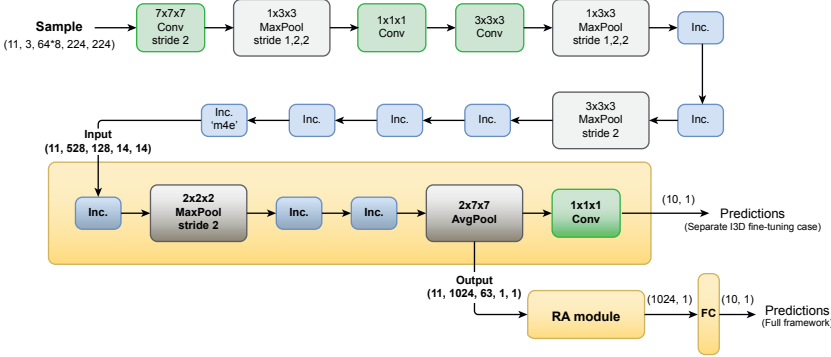 Sample
(11, 3, 64*8, 224, 224)
7x7x7
Conv
stride 2
1x3x3
MaxPool
stride 1,2,2
1x1x1
Conv
3x3x3
Conv
1x3x3
MaxPool
stride 1,2,2
Inc.
Inc.
3x3x3
MaxPool
stride 2
Inc.
Inc.
Inc.
Inc.
'm4e'
Input
(11, 528, 128, 14, 14)
Inc.
2x2x2
MaxPool
stride 2
Inc.
Inc.
2x7x7
AvgPool
1x1x1
Conv
(10, 1)
Predictions
(Separate I3D fine-tuning case)
Output
(11, 1024, 63, 1, 1)
RA module
(1024, 1)
FC
(10, 1)
Predictions
(Full framework)